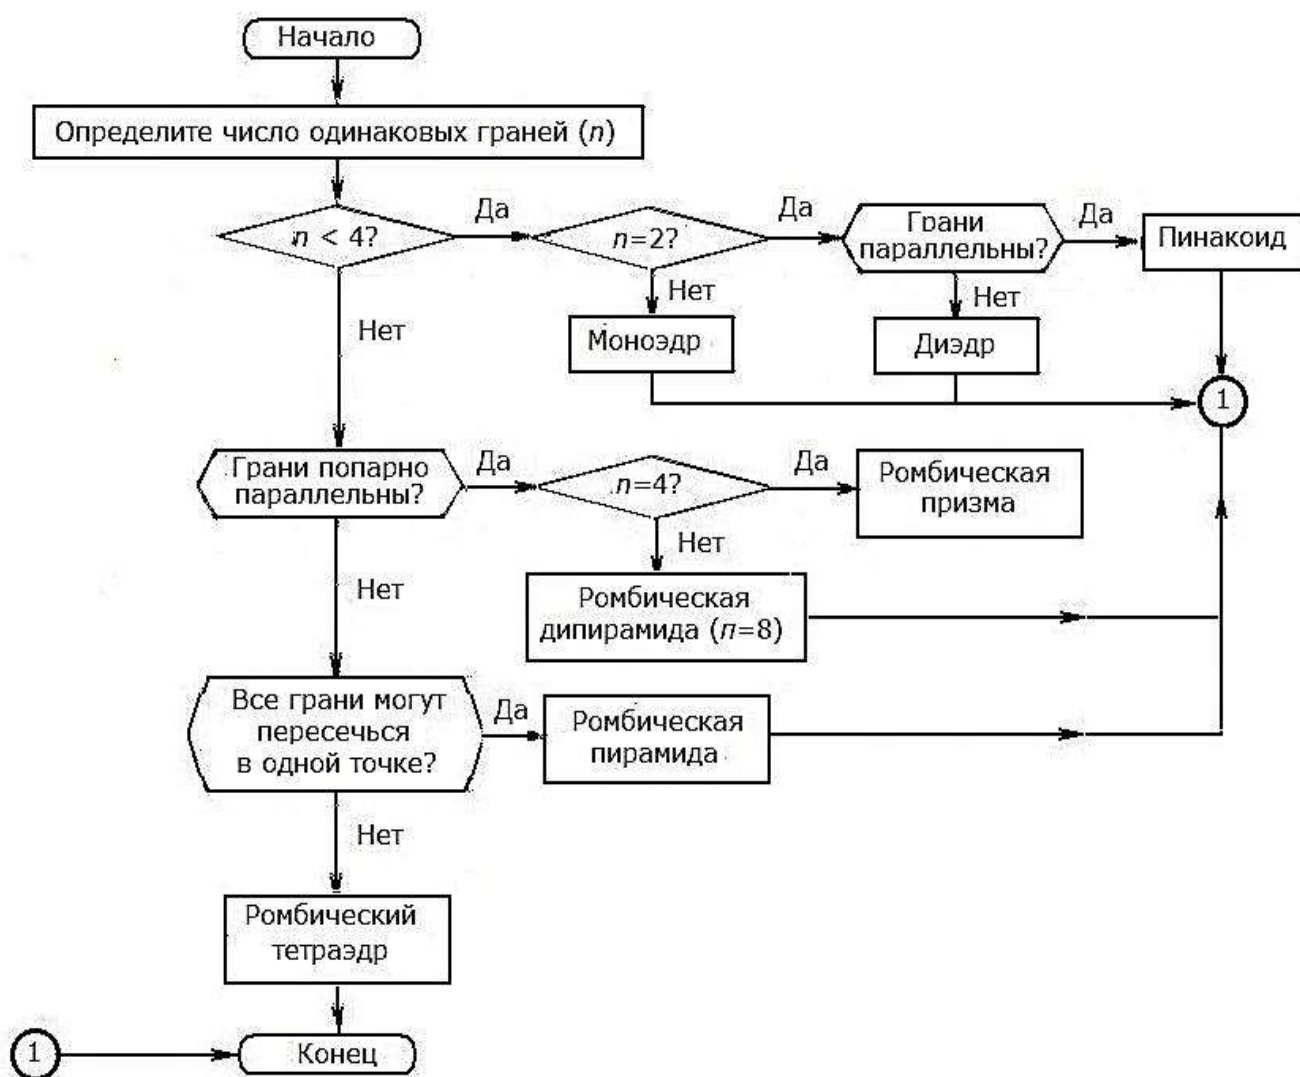 Начало
Определите число одинаковых граней (n)
n < 4?
Да
n=2?
Да
Грани
параллельны?
Да
Пинакоид
Нет
Моноэдр
Нет
Диэдр
1
Нет
Грани попарно
параллельны?
Да
n=4?
Да
Ромбическая
призма
Нет
Ромбическая
дипирамида (n=8)
Нет
Все грани могут
пересечься
в одной точке?
Да
Ромбическая
пирамида
Нет
Ромбический
тетраэдр
1
Конец